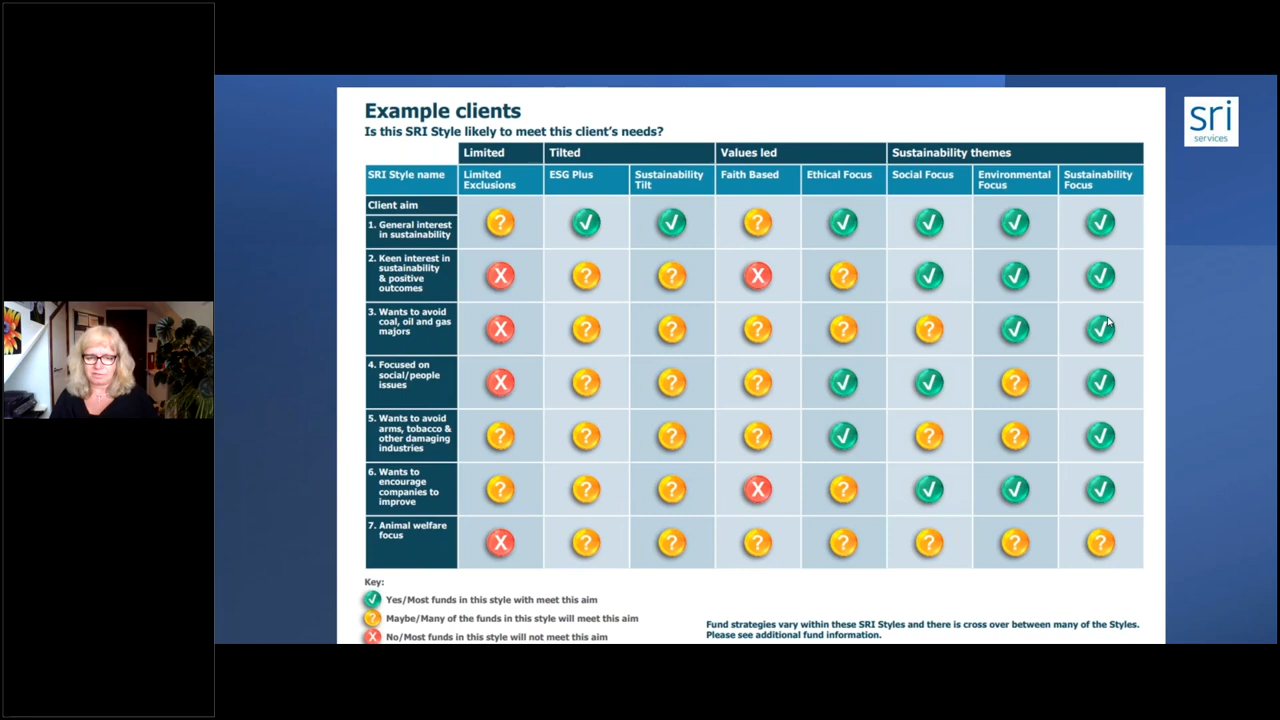 Example clients
Is this SRI Style likely to meet this client's needs?
sri
services
Limited
Tilted
Values led
Sustainability themes
SRI Style name
Limited
Exclusions
ESG Plus
Sustainability
Tilt
Faith Based
Ethical Focus
Social Focus
Environmental
Focus
Sustainability
Focus
Client aim
1. General interest
in sustainability
? ✓ ✓ ? ✓ ✓ ✓ ✓
2. Keen interest in
sustainability
& positive
outcomes
X ? ? X ? ✓ ✓ ✓
3. Wants to avoid
coal, oil and gas
majors
X ? ? ? ? ? ✓ ✓
4. Focused on
social/people
issues
X ? ? ? ✓ ✓ ? ✓
5. Wants to avoid
arms, tobacco &
other damaging
industries
? ? ? ? ✓ ? ? ✓
6. Wants to
encourage
companies to
improve
? ? ? X ? ✓ ✓ ✓
7. Animal welfare
focus
X ? ? ? ? ? ? ?
Key:
✓ Yes/Most funds in this style with meet this aim
? Maybe/Many of the funds in this style will meet this aim
X No/Most funds in this style will not meet this aim
Fund strategies vary within these SRI Styles and there is cross over between many of the Styles.
Please see additional fund information.